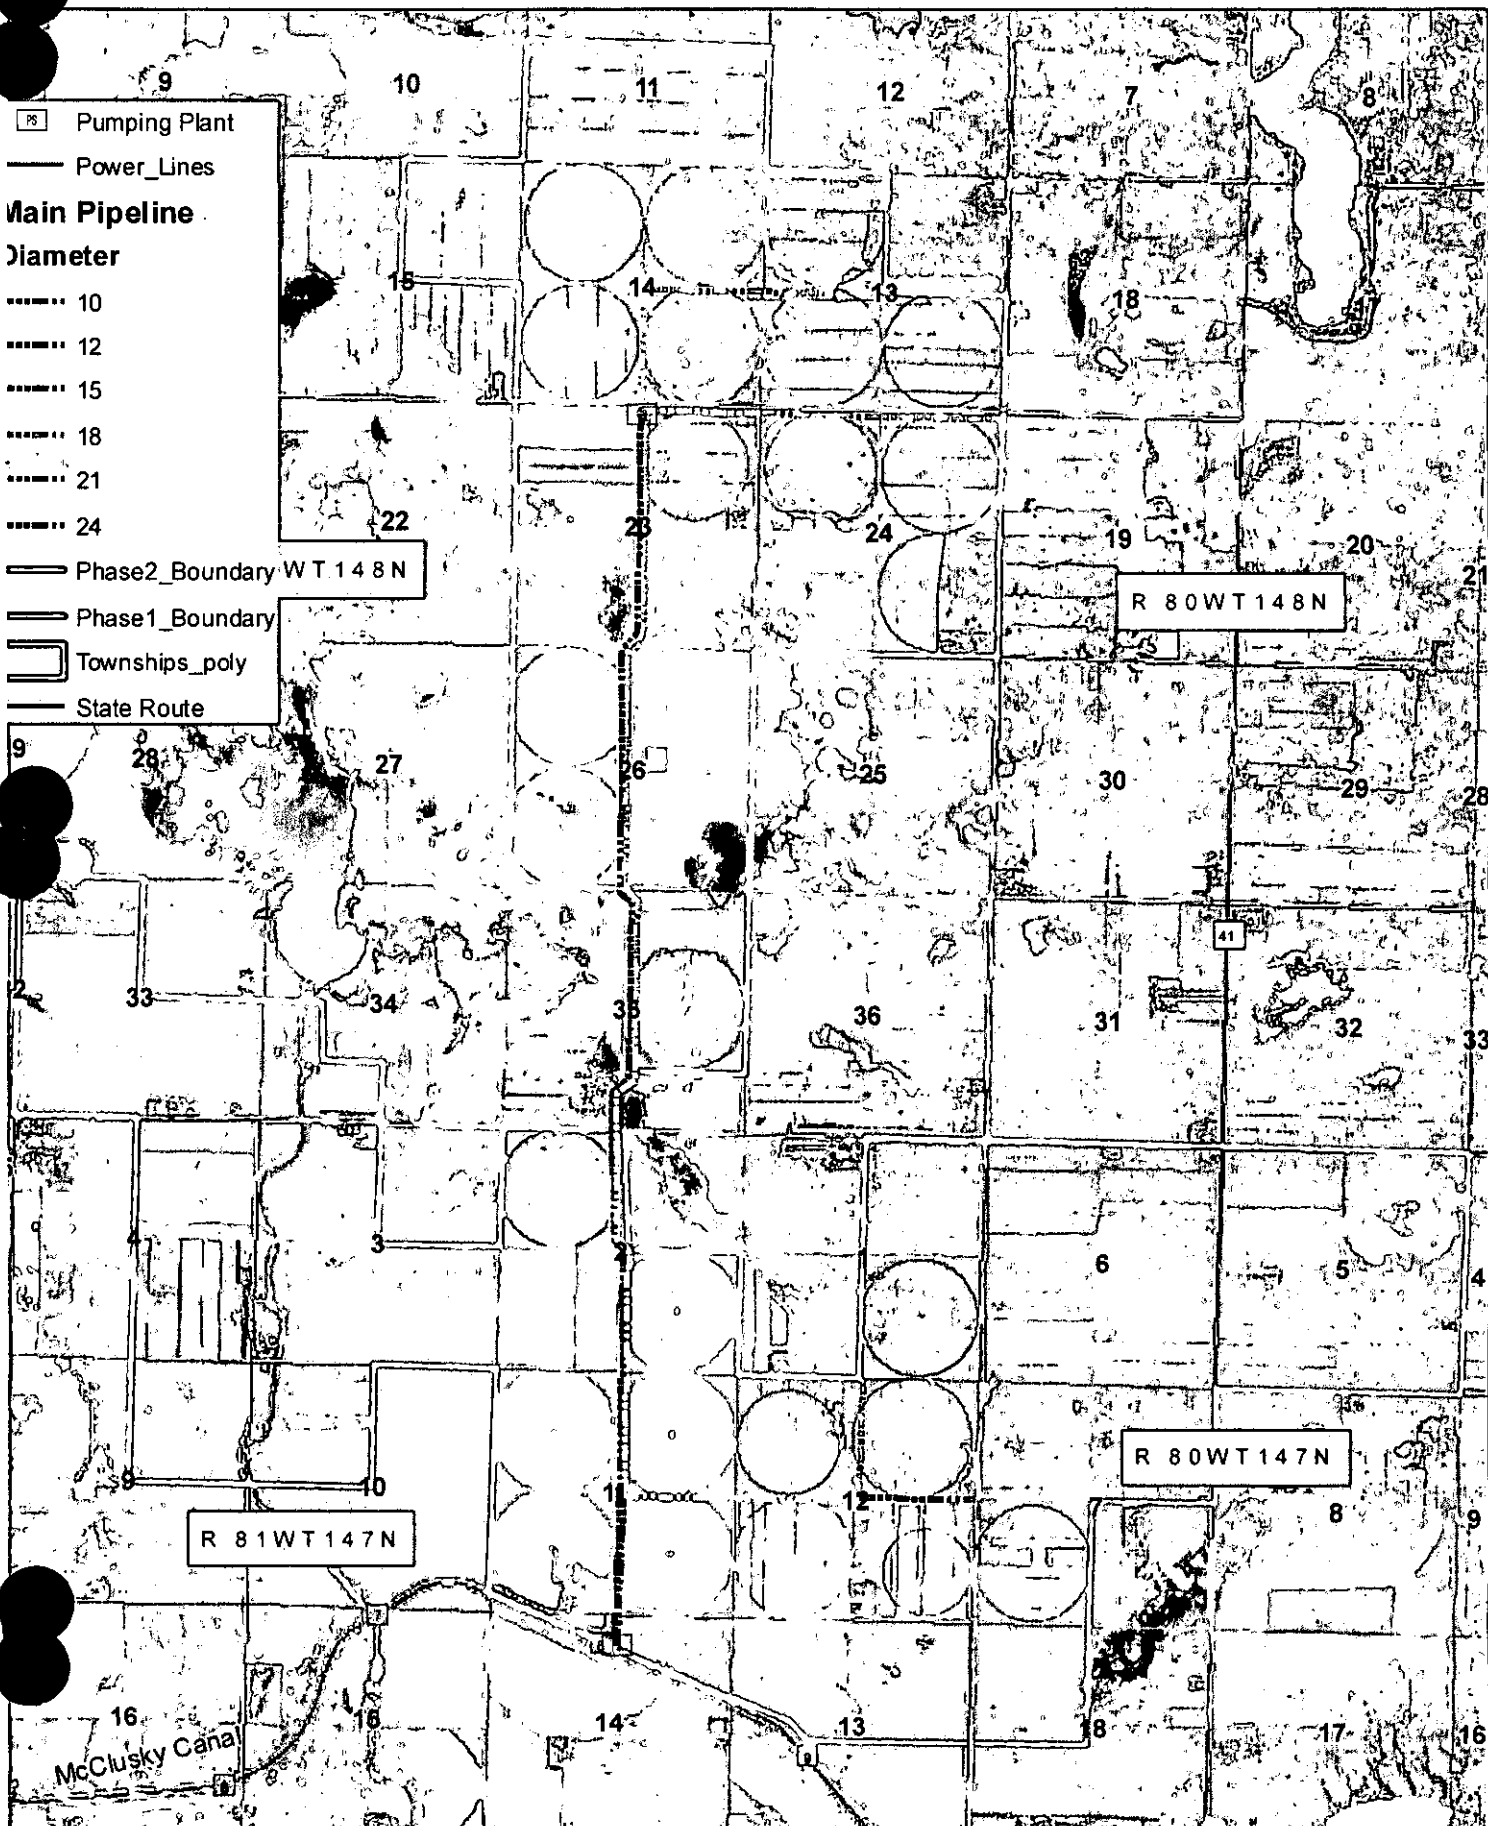 9 10 11 12 7 8
PS Pumping Plant
Power_Lines
Main Pipeline
Diameter
10
12
15
18
21
24
Phase2_Boundary
Phase1_Boundary
Townships_poly
State Route
15 14 13 18
22 23 24 19 20 21
W T 1 4 8 N
R 8 0 W T 1 4 8 N
9 28 27 26 25 30 29 28
41
33 34 36 31 32 33
4 3 6 5 4
R 8 0 W T 1 4 7 N
9 10 12 7 8 9
R 8 1 W T 1 4 7 N
16 14 13 18 17 16
McClusky Canal